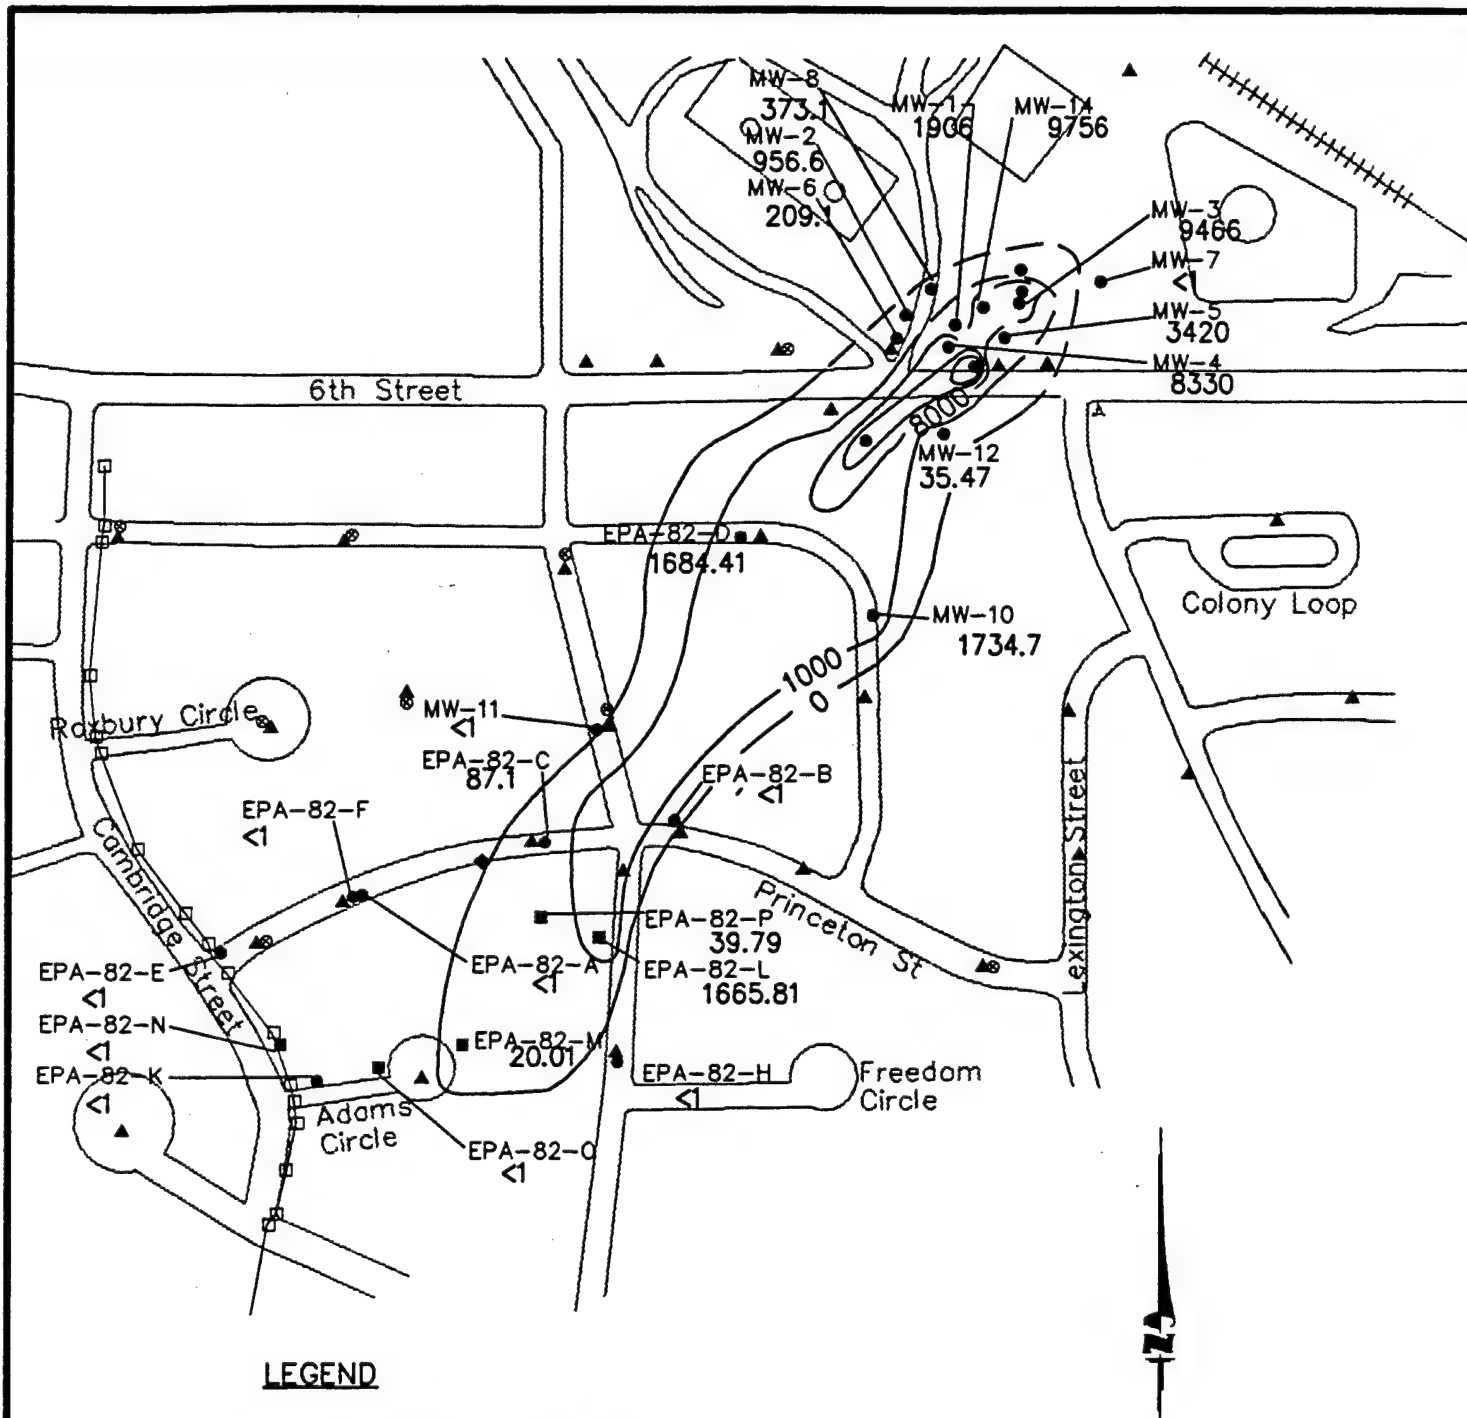 MW-8
373.1
MW-2
956.6
MW-6
209.1
MW-1
1906
MW-14
9756
MW-3
9466
MW-7
<1
MW-5
3420
MW-4
8330
6th Street
8000
MW-12
35.47
EPA-82-D
1684.41
MW-10
1734.7
Colony Loop
1000
0
Roxbury Circle
MW-11
<1
EPA-82-C
87.1
EPA-82-B
<1
EPA-82-F
<1
Cambridge Street
Princeton St
Lexington Street
EPA-82-P
39.79
EPA-82-A
<1
EPA-82-L
1665.81
EPA-82-E
<1
EPA-82-N
<1
EPA-82-K
<1
EPA-82-M
20.01
EPA-82-H
<1
Freedom
Circle
Adams
Circle
EPA-82-O
<1
LEGEND
N